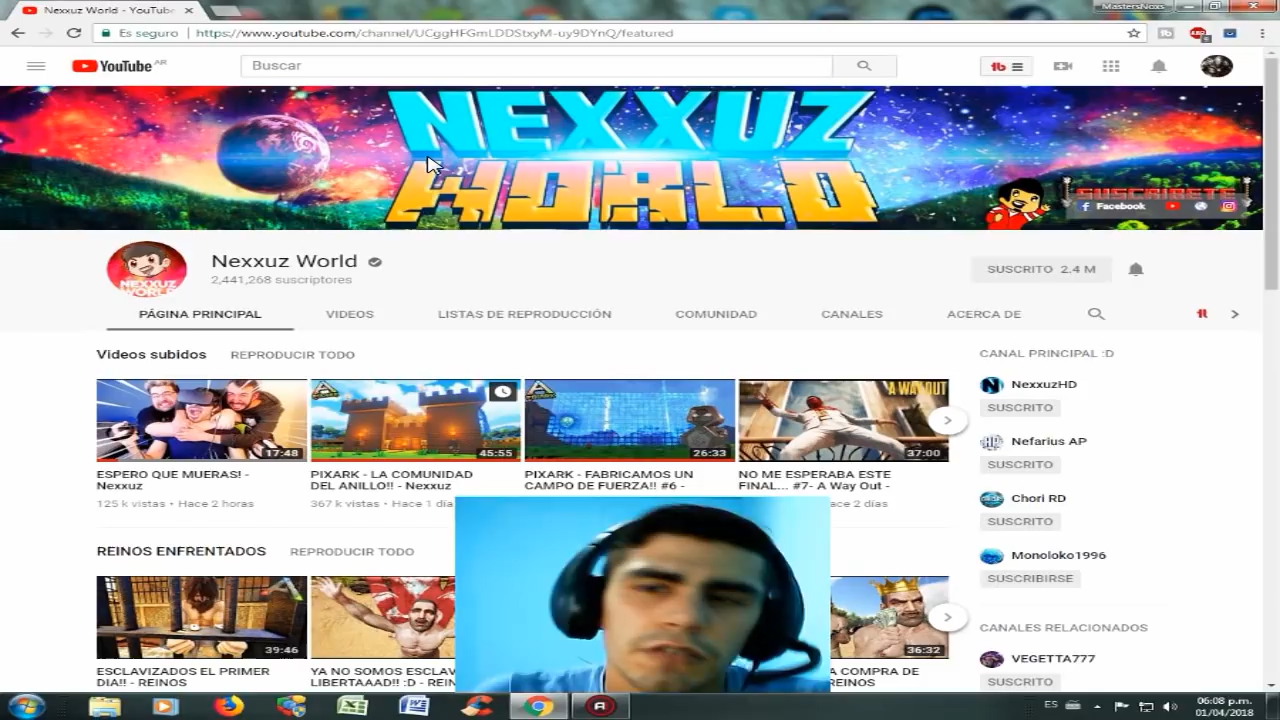 Nexxuz World - YouTube
MastersNoxs
Es seguro
https://www.youtube.com/channel/UCggHFGmLDDStxyM-uy9DYnQ/featured
YouTube AR
Buscar
NEXXUZ
WORLD
SUSCRIBETE
Facebook
NEXXUZ
WORLD
Nexxuz World
2,441,268 suscriptores
SUSCRITO 2.4 M
PÁGINA PRINCIPAL
VIDEOS
LISTAS DE REPRODUCCIÓN
COMUNIDAD
CANALES
ACERCA DE
Videos subidos
REPRODUCIR TODO
A WAY OUT
17:48
45:55
26:33
37:00
ESPERO QUE MUERAS! -
Nexxuz
125 k vistas • Hace 2 horas
PIXARK - LA COMUNIDAD
DEL ANILLO!! - Nexxuz
367 k vistas • Hace 1 día
PIXARK - FABRICAMOS UN
CAMPO DE FUERZA!! #6 -
NO ME ESPERABA ESTE
FINAL... #7- A Way Out -
ace 2 días
REINOS ENFRENTADOS
REPRODUCIR TODO
39:46
36:32
ESCLAVIZADOS EL PRIMER
DIA!! - REINOS
YA NO SOMOS ESCLAV
LIBERTAAAD!! :D - REIN
A COMPRA DE
REINOS
CANAL PRINCIPAL :D
NexxuzHD
SUSCRITO
Nefarius AP
SUSCRITO
Chori RD
SUSCRITO
Monoloko1996
SUSCRIBIRSE
CANALES RELACIONADOS
VEGETTA777
SUSCRITO
ES
06:08 p.m.
01/04/2018